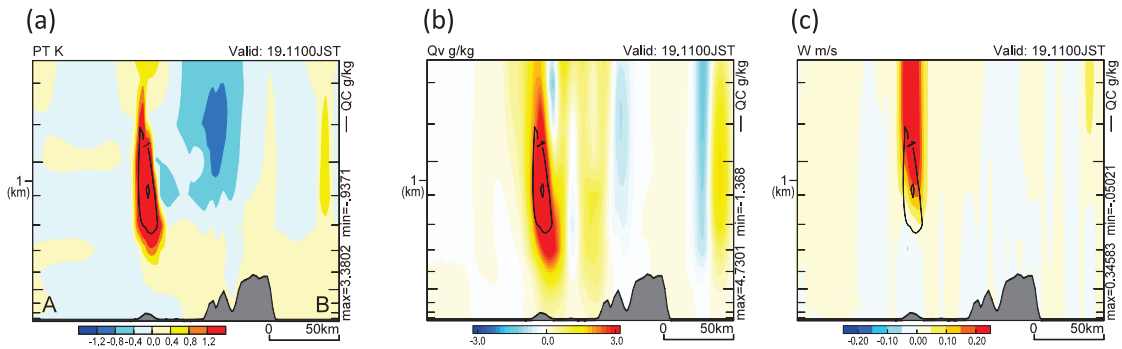 (a)
PT K Valid: 19.1100JST
1
(km)
A B
-1.2 -0.8 -0.4 0.0 0.4 0.8 1.2
0 50km
max=3.3802 min=-.9371 — QC g/kg
(b)
Qv g/kg Valid: 19.1100JST
1
(km)
-3.0 0.0 3.0
0 50km
max=4.7301 min=-1.368 — QC g/kg
(c)
W m/s Valid: 19.1100JST
1
(km)
-0.20 -0.10 0.00 0.10 0.20
0 50km
max=0.34583 min=-.05021 — QC g/kg